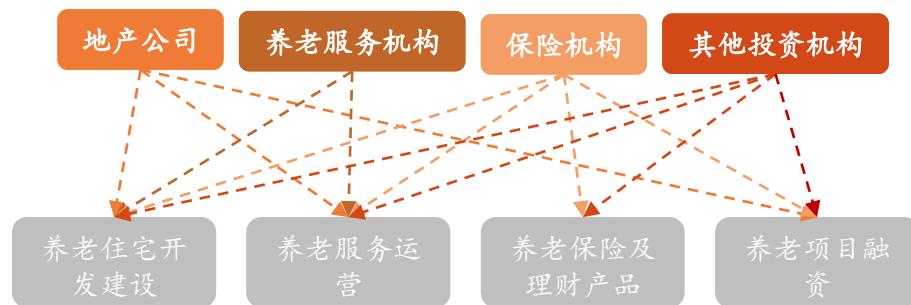 地产公司
养老服务机构
保险机构
其他投资机构
养老住宅开
发建设
养老服务运
营
养老保险及
理财产品
养老项目融
资